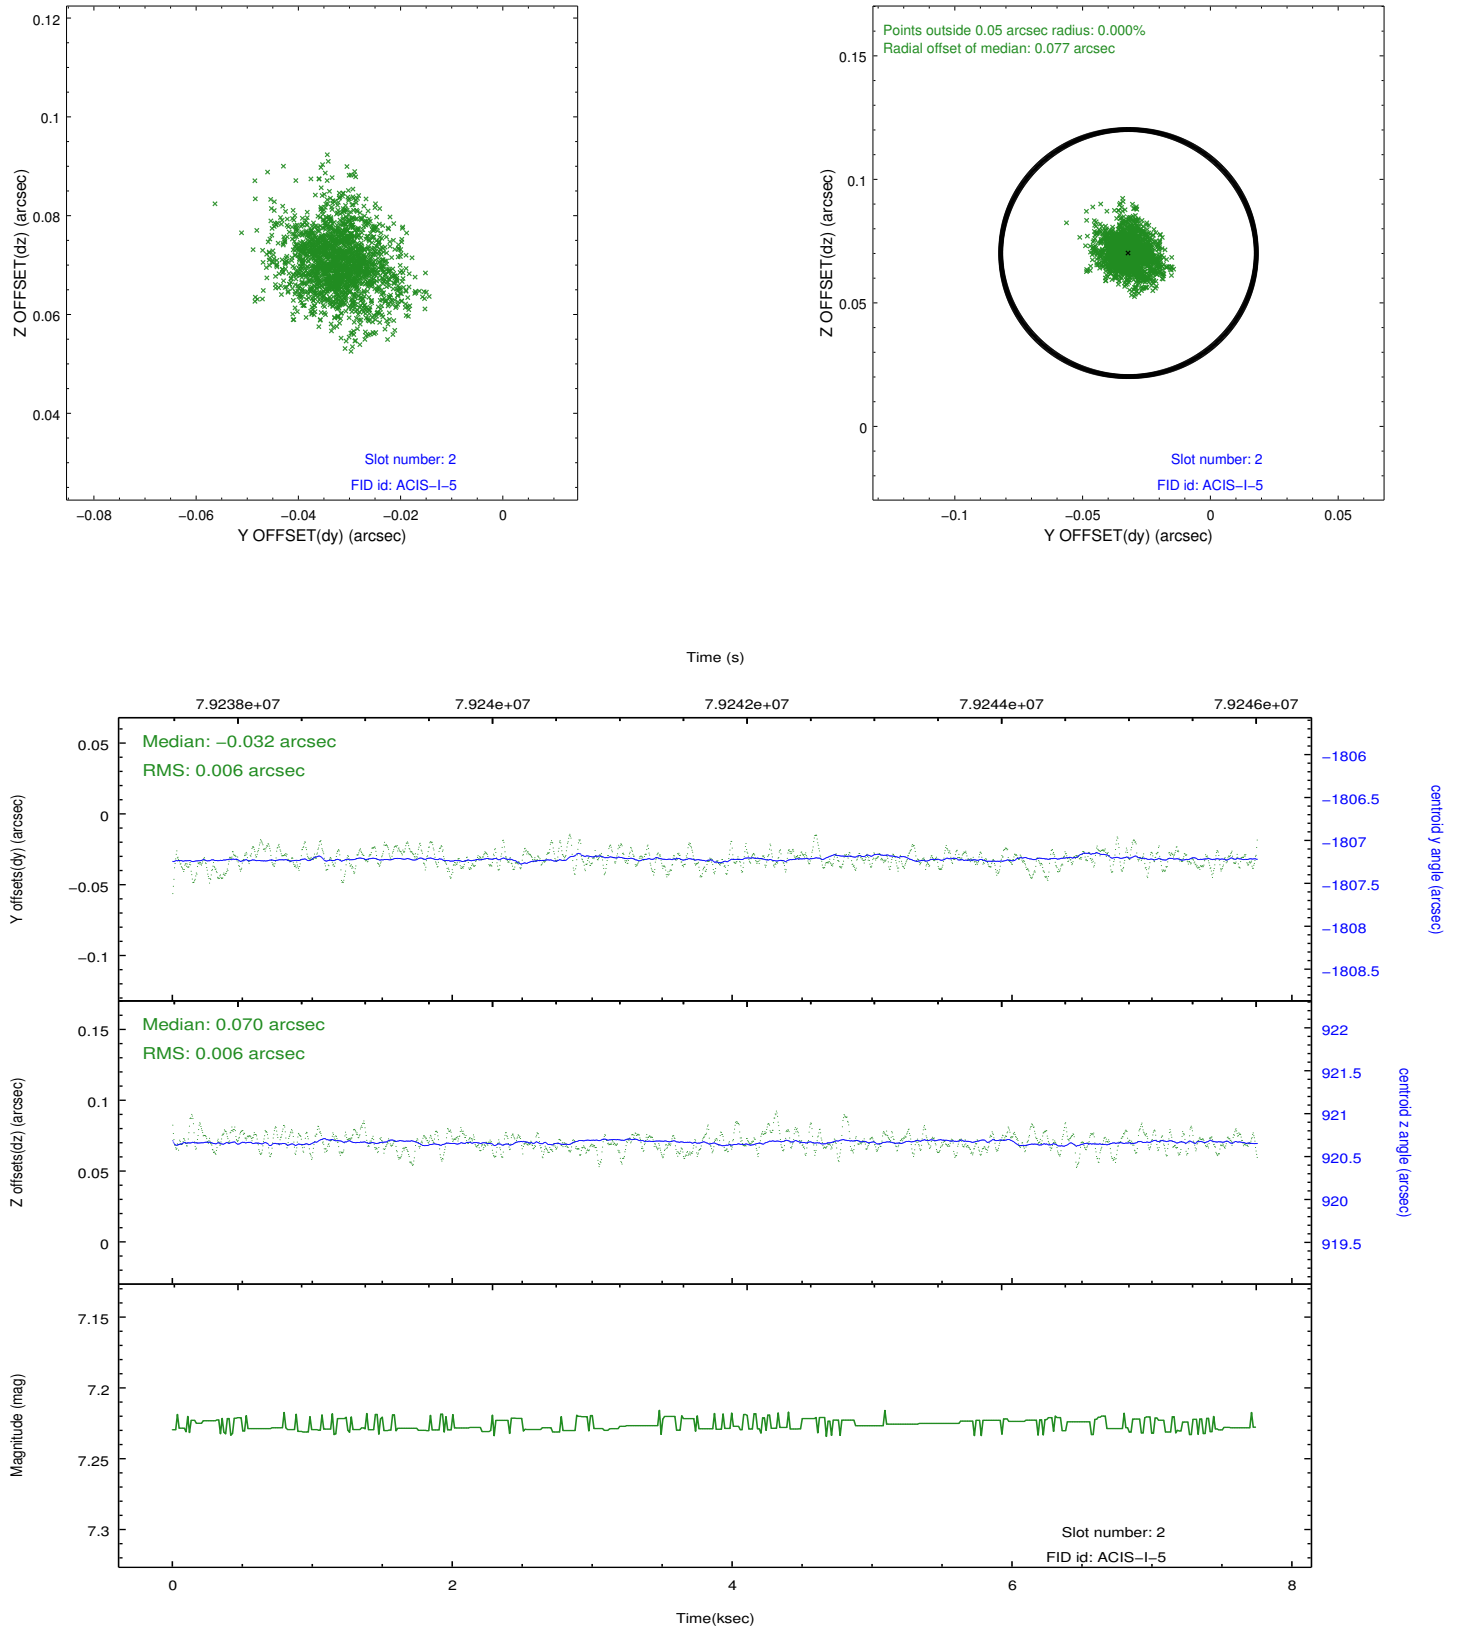 0.12
0.1
0.08
0.06
0.04
Z OFFSET(dz) (arcsec)
Slot number: 2
FID id: ACIS−I−5
−0.08 −0.06 −0.04 −0.02 0
Y OFFSET(dy) (arcsec)
Points outside 0.05 arcsec radius: 0.000%
Radial offset of median: 0.077 arcsec
0.15
0.1
0.05
0
Z OFFSET(dz) (arcsec)
Slot number: 2
FID id: ACIS−I−5
−0.1 −0.05 0 0.05
Y OFFSET(dy) (arcsec)
Time (s)
7.9238e+07 7.924e+07 7.9242e+07 7.9244e+07 7.9246e+07
Median: −0.032 arcsec
RMS: 0.006 arcsec
0.05
0
−0.05
−0.1
Y offsets(dy) (arcsec)
−1806
−1806.5
−1807
−1807.5
−1808
−1808.5
centroid y angle (arcsec)
Median: 0.070 arcsec
RMS: 0.006 arcsec
0.15
0.1
0.05
0
Z offsets(dz) (arcsec)
922
921.5
921
920.5
920
919.5
centroid z angle (arcsec)
7.15
7.2
7.25
7.3
Magnitude (mag)
Slot number: 2
FID id: ACIS−I−5
0 2 4 6 8
Time(ksec)